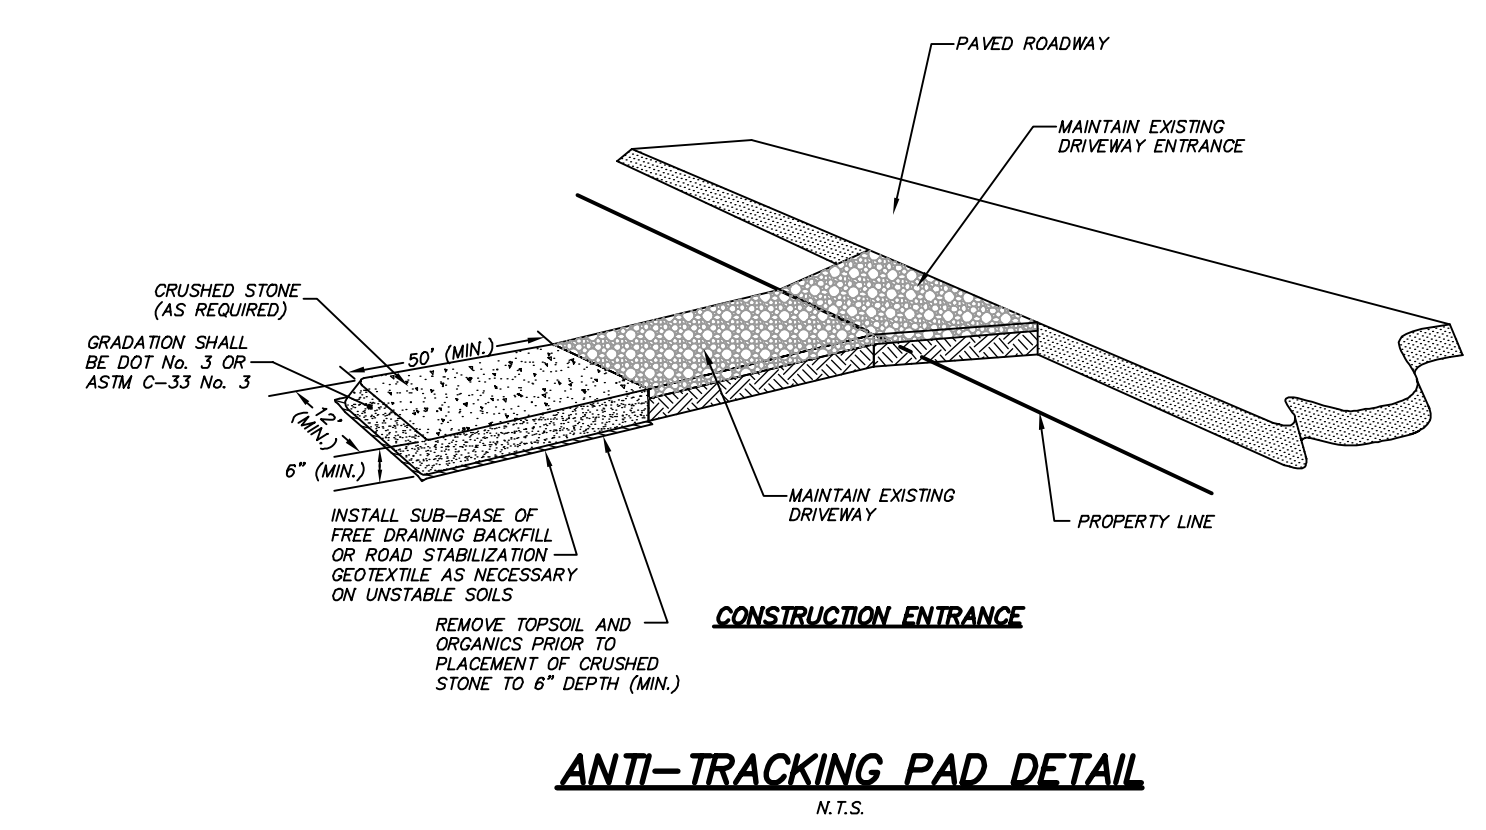 PAVED ROADWAY
MAINTAIN EXISTING
DRIVEWAY ENTRANCE
CRUSHED STONE
(AS REQUIRED)
GRADATION SHALL
BE DOT No. 3 OR
ASTM C-33 No. 3
50' (MIN.)
12'
(MIN.)
6" (MIN.)
MAINTAIN EXISTING
DRIVEWAY
PROPERTY LINE
INSTALL SUB-BASE OF
FREE DRAINING BACKFILL
OR ROAD STABILIZATION
GEOTEXTILE AS NECESSARY
ON UNSTABLE SOILS
REMOVE TOPSOIL AND
ORGANICS PRIOR TO
PLACEMENT OF CRUSHED
STONE TO 6" DEPTH (MIN.)
CONSTRUCTION ENTRANCE
ANTI-TRACKING PAD DETAIL
N.T.S.